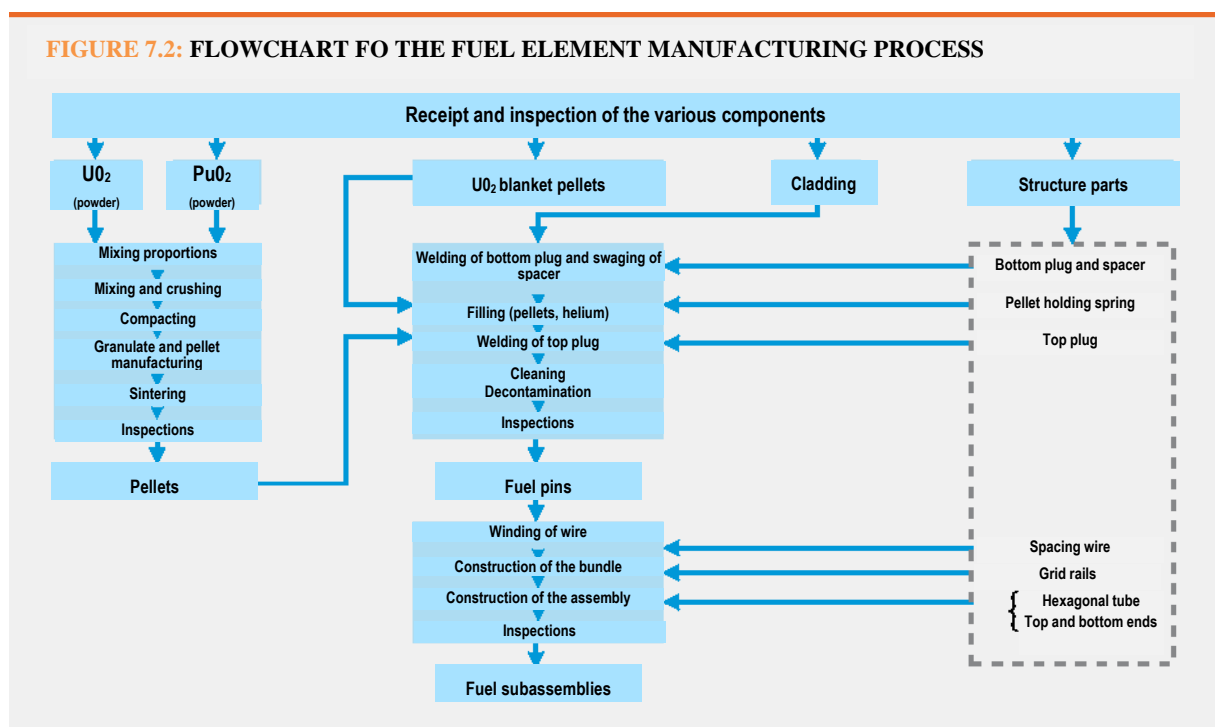 FIGURE 7.2: FLOWCHART FO THE FUEL ELEMENT MANUFACTURING PROCESS
Receipt and inspection of the various components
U0₂
(powder)
Pu0₂
(powder)
U0₂ blanket pellets
Cladding
Structure parts
Mixing proportions
Mixing and crushing
Compacting
Granulate and pellet
manufacturing
Sintering
Inspections
Pellets
Welding of bottom plug and swaging of
spacer
Filling (pellets, helium)
Welding of top plug
Cleaning
Decontamination
Inspections
Fuel pins
Winding of wire
Construction of the bundle
Construction of the assembly
Inspections
Fuel subassemblies
Bottom plug and spacer
Pellet holding spring
Top plug
Spacing wire
Grid rails
Hexagonal tube
Top and bottom ends